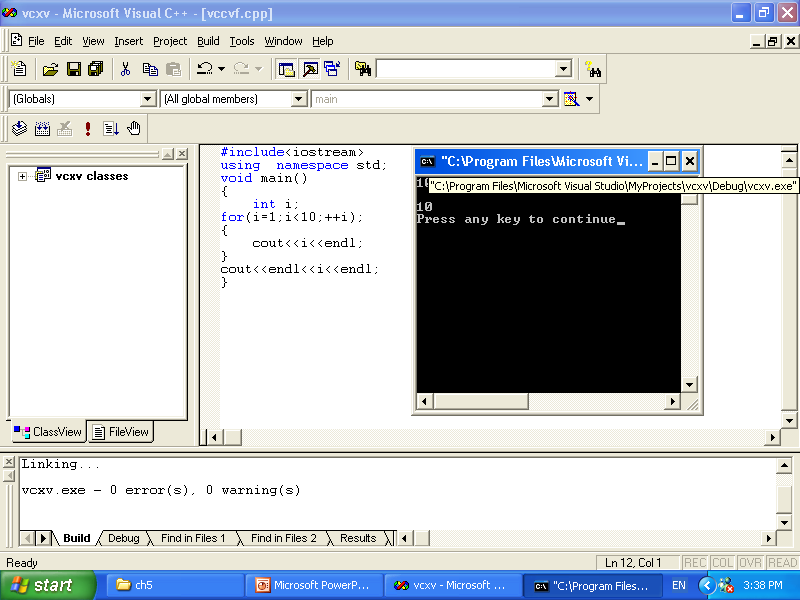 vcxv - Microsoft Visual C++ - [vccvf.cpp]
File Edit View Insert Project Build Tools Window Help
(Globals) (All global members) main
vcxv classes
#include<iostream>
using  namespace std;
void main()
{
    int i;
for(i=1;i<10;++i);
{
    cout<<i<<endl;
}
cout<<endl<<i<<endl;
}
"C:\Program Files\Microsoft Vi...
10
"C:\Program Files\Microsoft Visual Studio\MyProjects\vcxv\Debug\vcxv.exe"
10
Press any key to continue_
ClassView FileView
Linking...
vcxv.exe - 0 error(s), 0 warning(s)
Build Debug Find in Files 1 Find in Files 2 Results
Ready Ln 12, Col 1 REC COL OVR READ
start ch5 Microsoft PowerP... vcxv - Microsoft ... "C:\Program Files... EN 3:38 PM